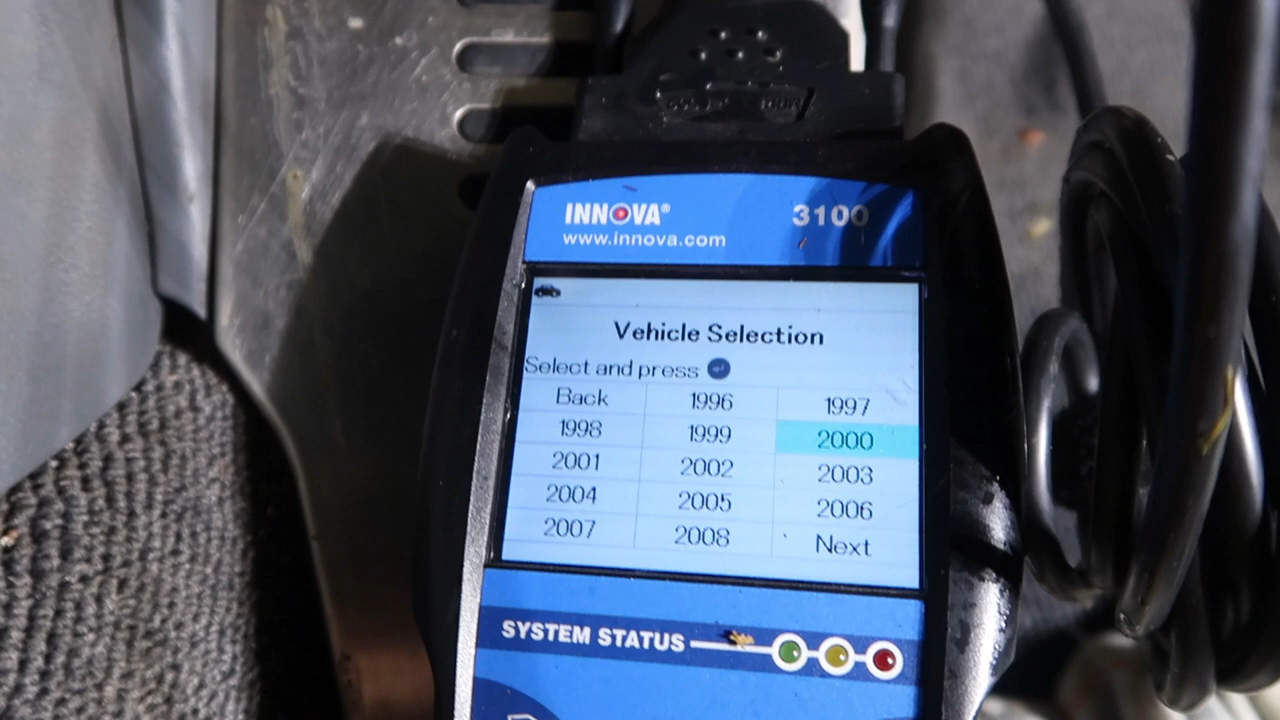 INNOVA® 3100
www.innova.com
Vehicle Selection
Select and press
Back 1996 1997
1998 1999 2000
2001 2002 2003
2004 2005 2006
2007 2008 Next
SYSTEM STATUS